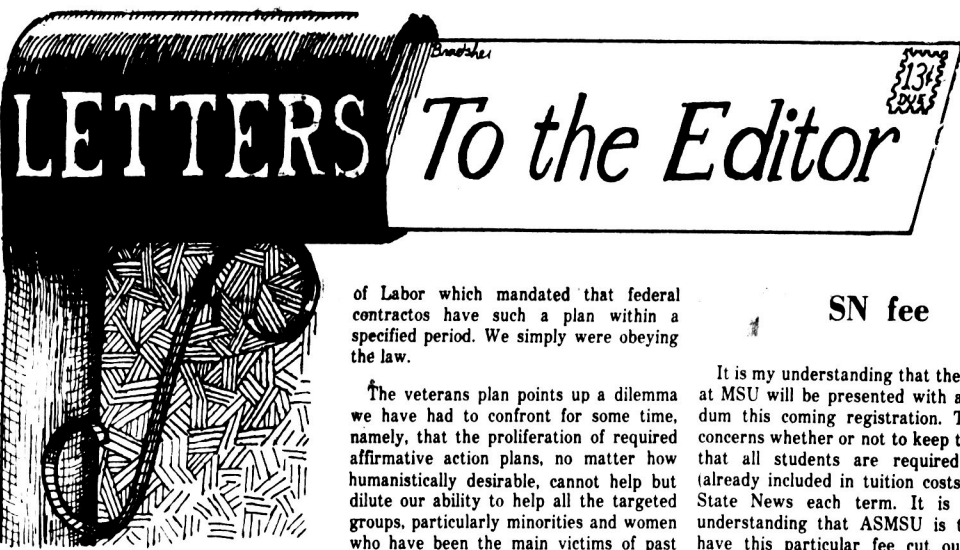 Bradsher
LETTERS
To the Editor
13¢
of Labor which mandated that federal
contractos have such a plan within a
specified period. We simply were obeying
the law.
The veterans plan points up a dilemma
we have had to confront for some time,
namely, that the proliferation of required
affirmative action plans, no matter how
humanistically desirable, cannot help but
dilute our ability to help all the targeted
groups, particularly minorities and women
who have been the main victims of past
SN fee
It is my understanding that the
at MSU will be presented with a
dum this coming registration. T
concerns whether or not to keep t
that all students are required
(already included in tuition costs
State News each term. It is
understanding that ASMSU is t
have this particular fee cut ou